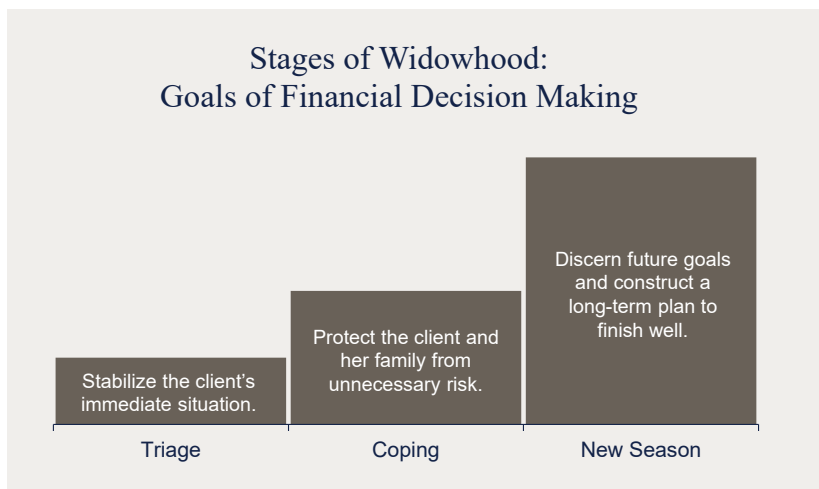 Stages of Widowhood:
Goals of Financial Decision Making
Stabilize the client’s
immediate situation.
Protect the client and
her family from
unnecessary risk.
Discern future goals
and construct a
long-term plan to
finish well.
Triage
Coping
New Season